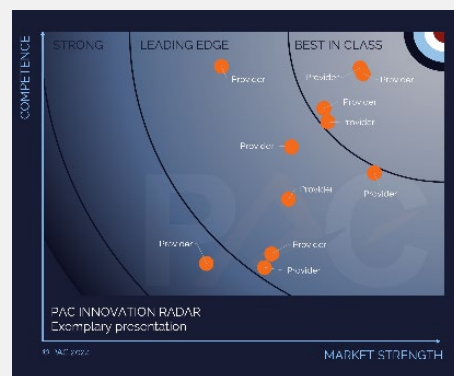 COMPETENCE
STRONG
LEADING EDGE
BEST IN CLASS
Provider
Provider
Provider
Provider
Provider
Provider
Provider
Provider
Provider
Provider
Provider
PAC
PAC INNOVATION RADAR
Exemplary presentation
MARKET STRENGTH